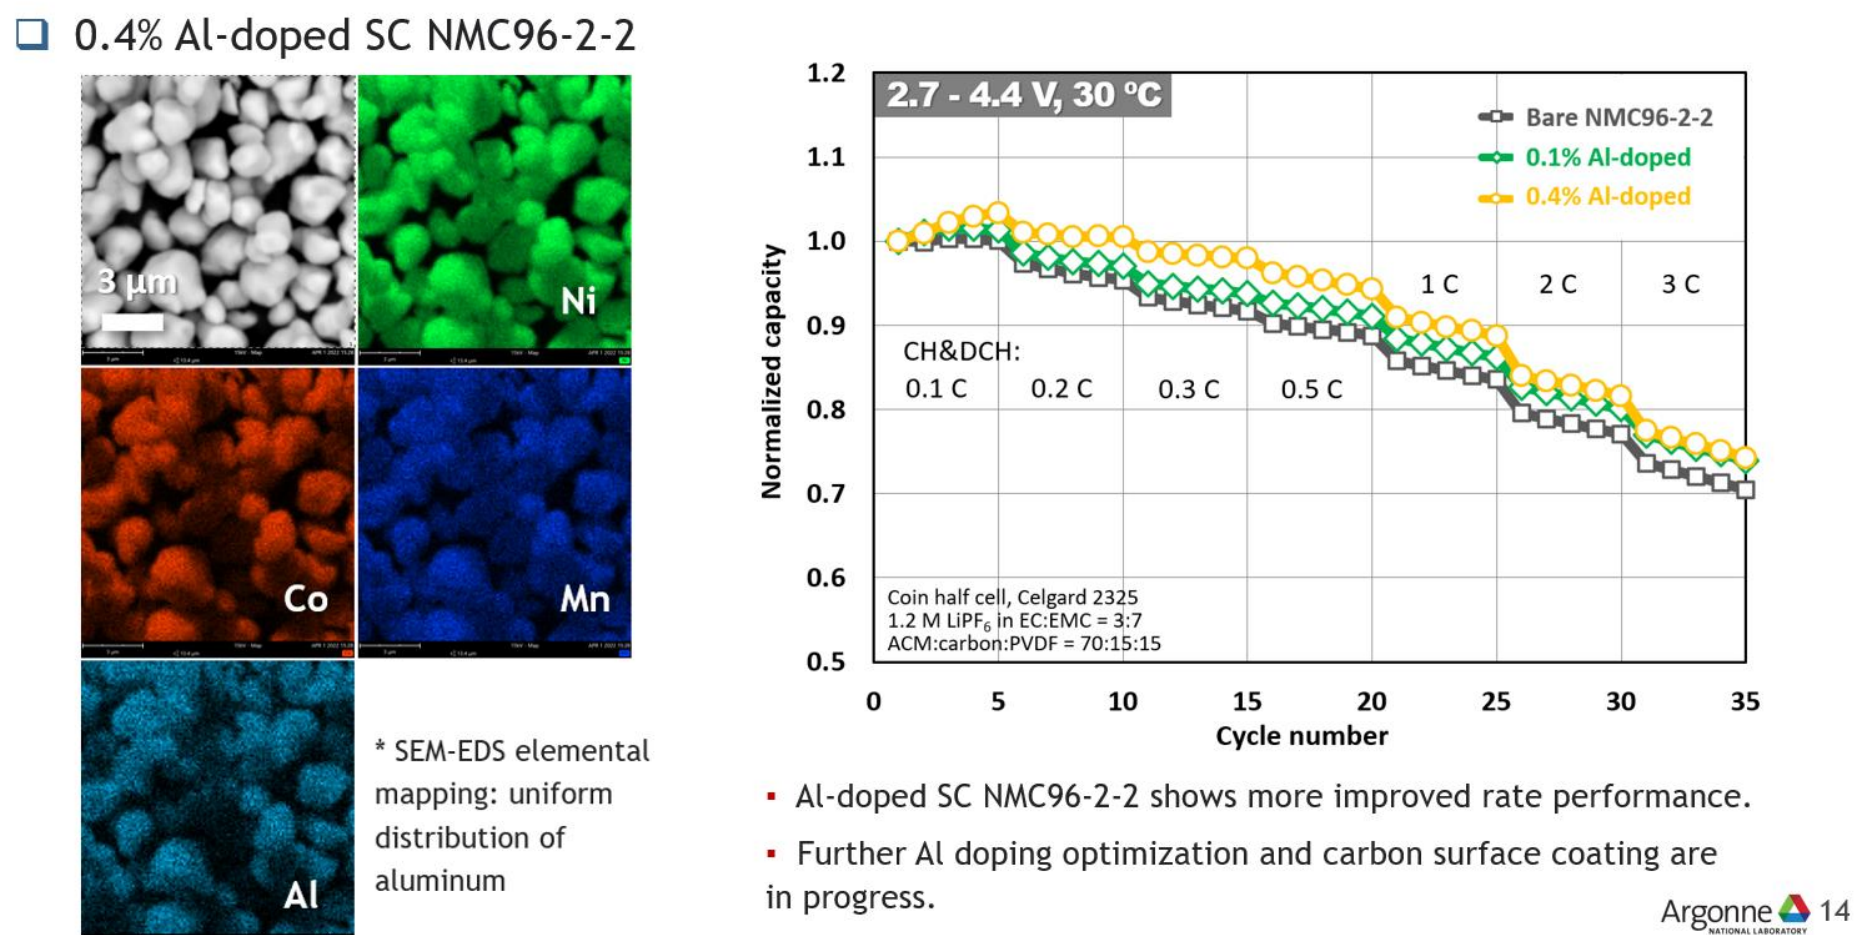 0.4% Al-doped SC NMC96-2-2
3 µm
Ni
Co
Mn
Al
* SEM-EDS elemental
mapping: uniform
distribution of
aluminum
2.7 - 4.4 V, 30 ºC
Bare NMC96-2-2
0.1% Al-doped
0.4% Al-doped
1.2
1.1
1.0
0.9
0.8
0.7
0.6
0.5
Normalized capacity
1 C
2 C
3 C
CH&DCH:
0.1 C
0.2 C
0.3 C
0.5 C
Coin half cell, Celgard 2325
1.2 M LiPF₆ in EC:EMC = 3:7
ACM:carbon:PVDF = 70:15:15
0 5 10 15 20 25 30 35
Cycle number
▪ Al-doped SC NMC96-2-2 shows more improved rate performance.
▪ Further Al doping optimization and carbon surface coating are
in progress.
Argonne
NATIONAL LABORATORY
14